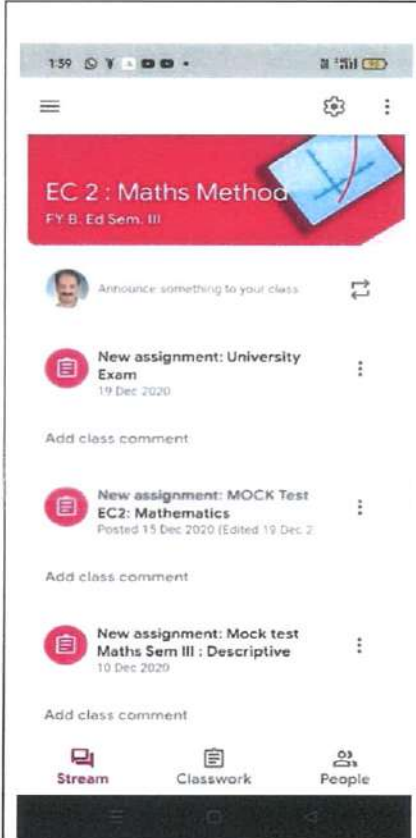 1:59
EC 2 : Maths Method
FY B. Ed Sem. III
Announce something to your class
New assignment: University
Exam
19 Dec 2020
Add class comment
New assignment: MOCK Test
EC2: Mathematics
Posted 15 Dec 2020 (Edited 19 Dec 2
Add class comment
New assignment: Mock test
Maths Sem III : Descriptive
10 Dec 2020
Add class comment
Stream Classwork People